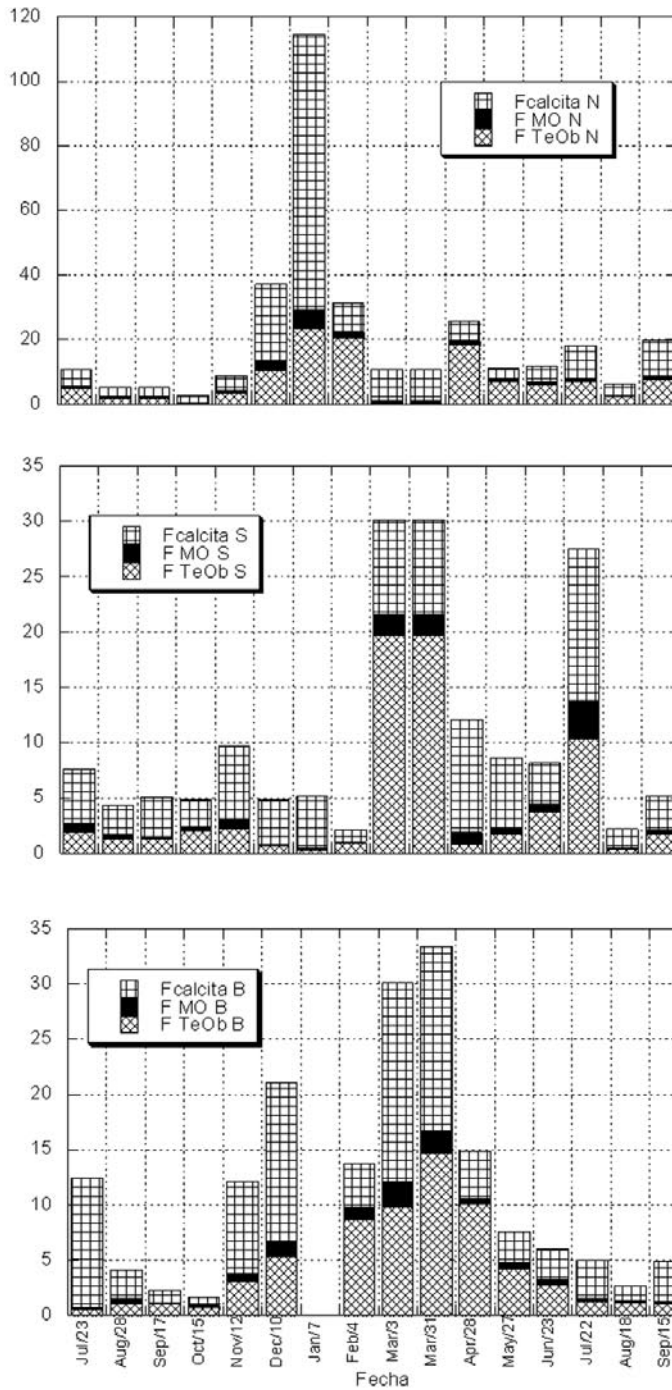 120
100
80
60
40
20
0
Fcalcita N
F MO N
F TeOb N
35
30
25
20
15
10
5
0
Fcalcita S
F MO S
F TeOb S
35
30
25
20
15
10
5
0
Fcalcita B
F MO B
F TeOb B
Jul/23
Aug/28
Sep/17
Oct/15
Nov/12
Dec/10
Jan/7
Feb/4
Mar/3
Mar/31
Apr/28
May/27
Jun/23
Jul/22
Aug/18
Sep/15
Fecha